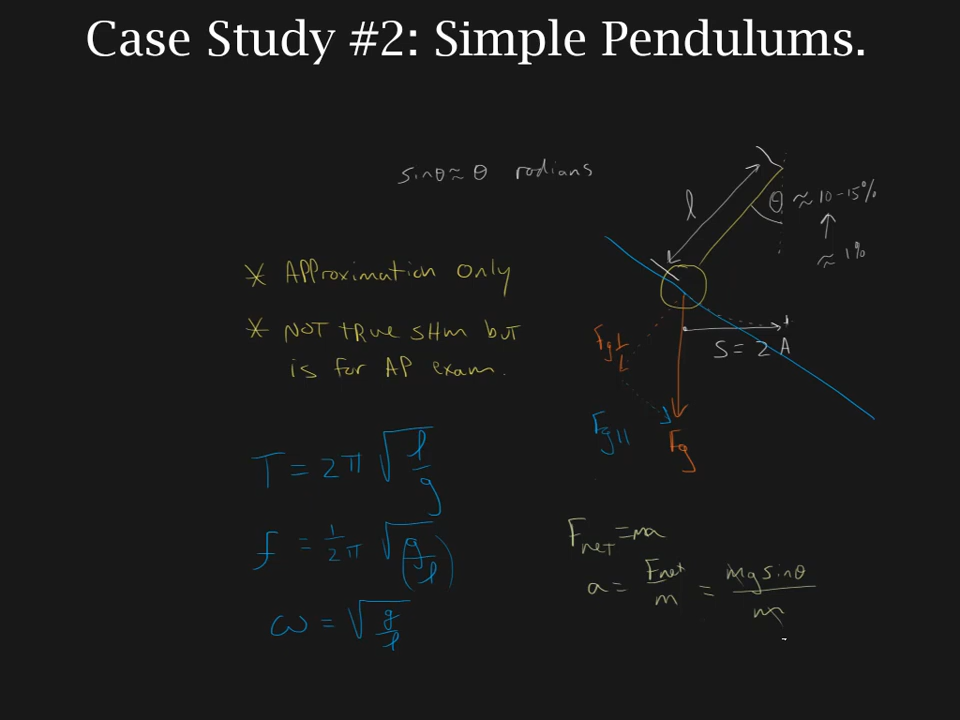 Case Study #2: Simple Pendulums.
sinθ ≈ θ radians
l
θ ≈ 10-15%
≈ 1%
* APProximation Only
* NOT tRue SHm but
is for AP exam.
S = 2 A
Fg⊥
Fg||
Fg
T = 2π √(l/g)
f = 1/2π √(g/l)
ω = √(g/l)
Fnet = ma
a = Fnet/m = mg sinθ/m